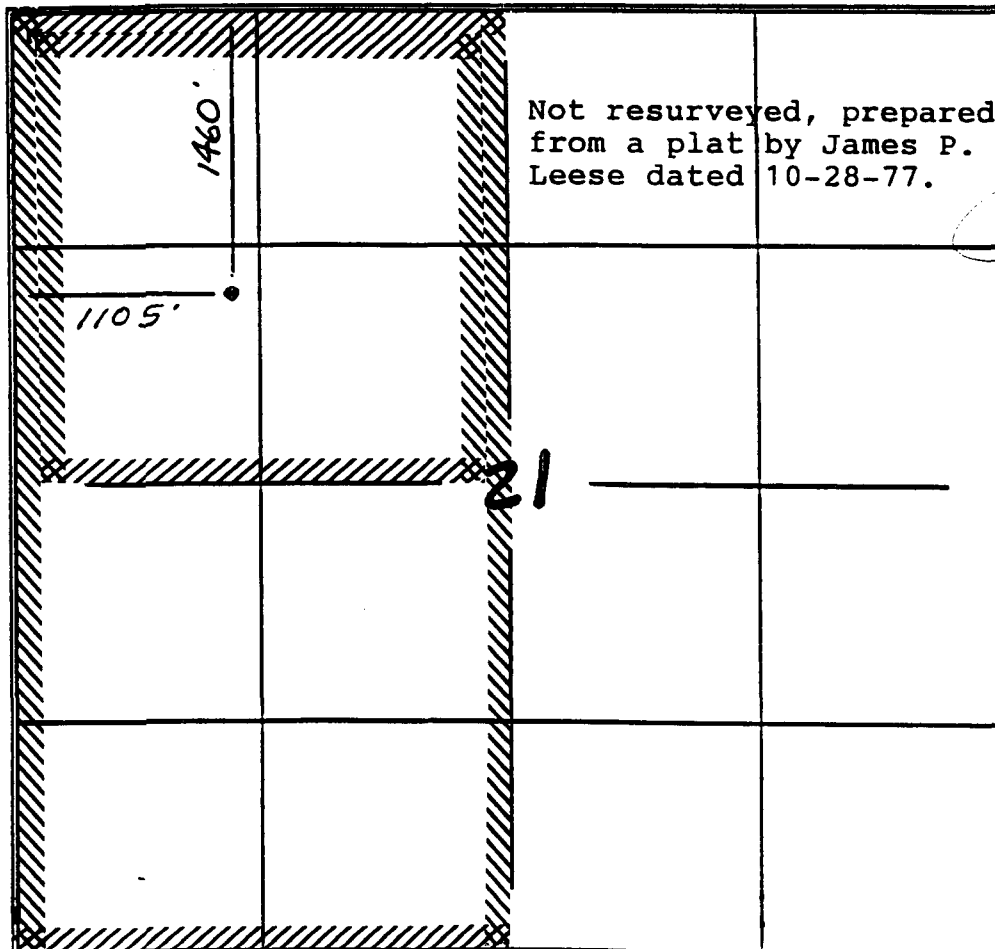 1460'
Not resurveyed, prepared
from a plat by James P.
Leese dated 10-28-77.
1105'
21